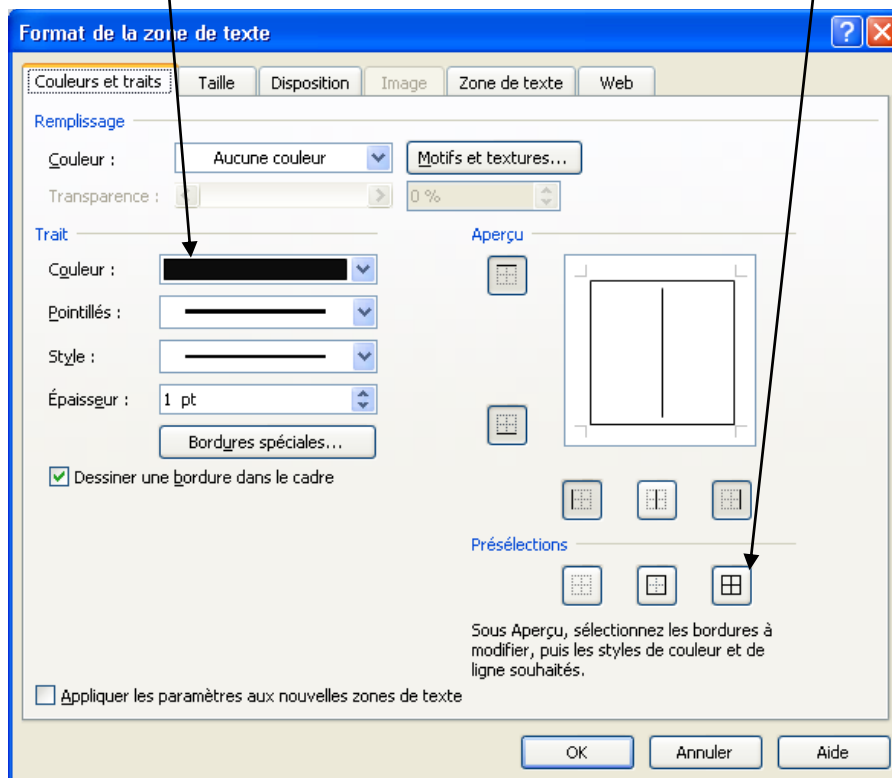 Format de la zone de texte
Couleurs et traits Taille Disposition Image Zone de texte Web
Remplissage
Couleur : Aucune couleur Motifs et textures...
Transparence : 0 %
Trait
Couleur :
Pointillés :
Style :
Épaisseur : 1 pt
Bordures spéciales...
Dessiner une bordure dans le cadre
Aperçu
Présélections
Sous Aperçu, sélectionnez les bordures à
modifier, puis les styles de couleur et de
ligne souhaités.
Appliquer les paramètres aux nouvelles zones de texte
OK Annuler Aide